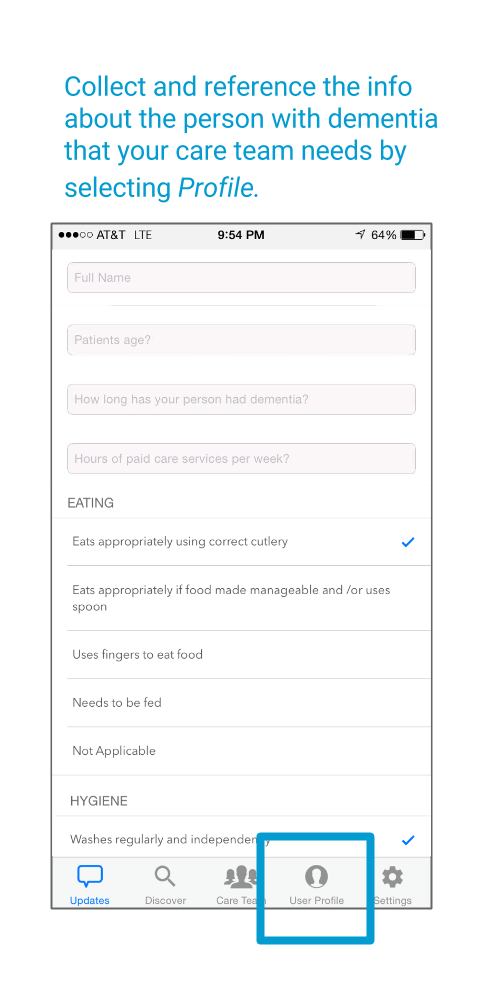 Collect and reference the info
about the person with dementia
that your care team needs by
selecting Profile.
AT&T LTE 9:54 PM 64%
Full Name
Patients age?
How long has your person had dementia?
Hours of paid care services per week?
EATING
Eats appropriately using correct cutlery
Eats appropriately if food made manageable and /or uses
spoon
Uses fingers to eat food
Needs to be fed
Not Applicable
HYGIENE
Washes regularly and independently
Updates Discover Care Team User Profile Settings